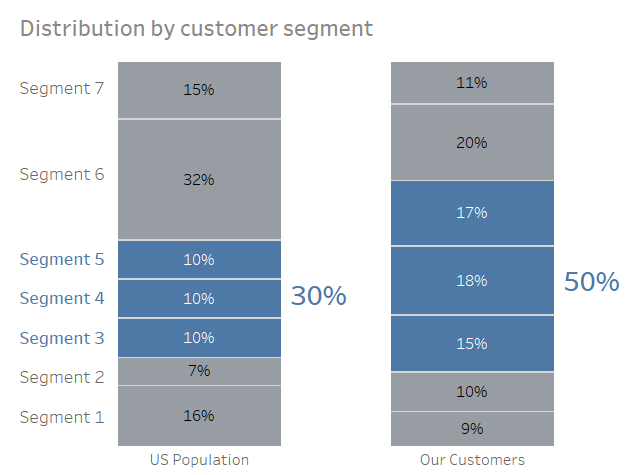 Distribution by customer segment
Segment 7
15%
11%
Segment 6
32%
20%
Segment 5
10%
17%
Segment 4
10%
30%
18%
50%
Segment 3
10%
15%
Segment 2
7%
10%
Segment 1
16%
9%
US Population
Our Customers